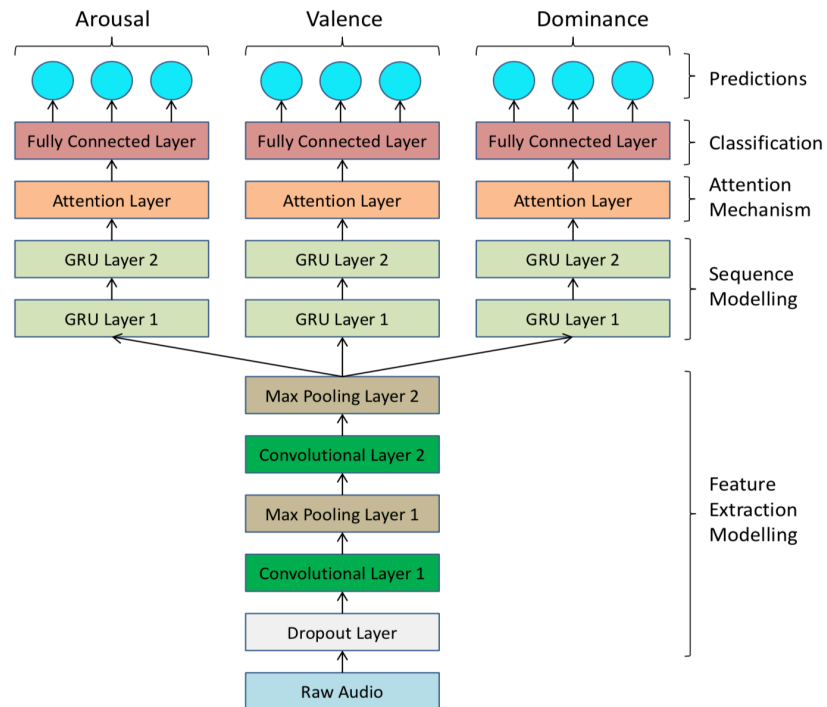 Arousal
Valence
Dominance
Predictions
Fully Connected Layer
Fully Connected Layer
Fully Connected Layer
Classification
Attention Layer
Attention Layer
Attention Layer
Attention
Mechanism
GRU Layer 2
GRU Layer 2
GRU Layer 2
GRU Layer 1
GRU Layer 1
GRU Layer 1
Sequence
Modelling
Max Pooling Layer 2
Convolutional Layer 2
Max Pooling Layer 1
Convolutional Layer 1
Dropout Layer
Feature
Extraction
Modelling
Raw Audio